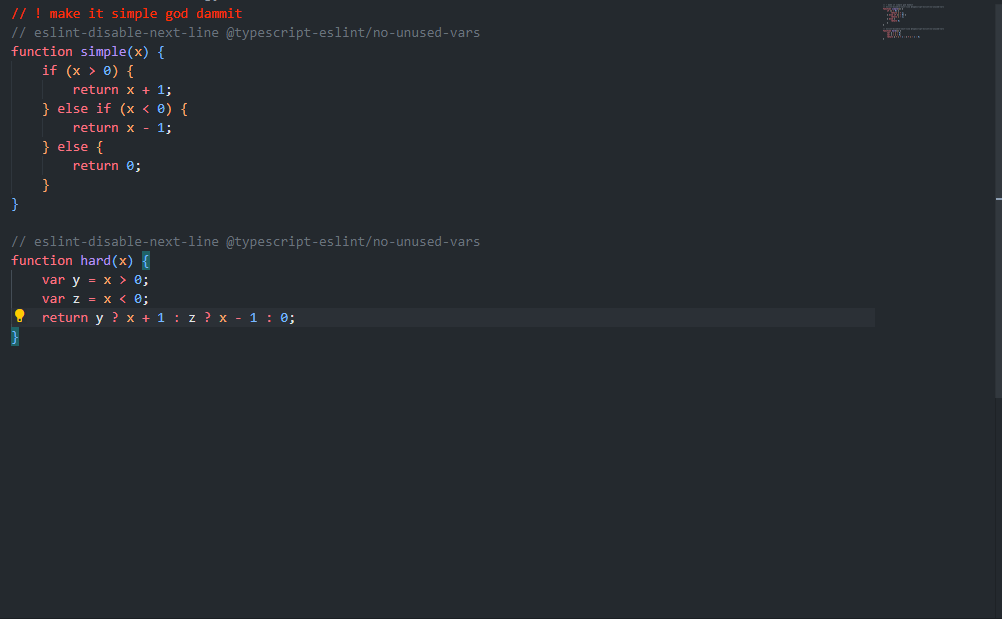 // ! make it simple god dammit
// eslint-disable-next-line @typescript-eslint/no-unused-vars
function simple(x) {
    if (x > 0) {
        return x + 1;
    } else if (x < 0) {
        return x - 1;
    } else {
        return 0;
    }
}

// eslint-disable-next-line @typescript-eslint/no-unused-vars
function hard(x) {
    var y = x > 0;
    var z = x < 0;
    return y ? x + 1 : z ? x - 1 : 0;
}